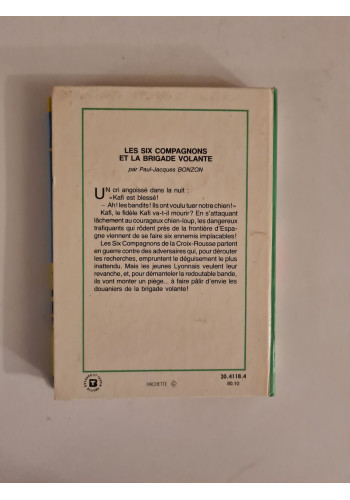 LES SIX COMPAGNONS
ET LA BRIGADE VOLANTE
par Paul-Jacques BONZON
UN cri angoissé dans la nuit :
«Kafi est blessé!
— Ah! les bandits! Ils ont voulu tuer notre chien!»
Kafi, le fidèle Kafi va-t-il mourir? En s'attaquant
lâchement au courageux chien-loup, les dangereux
trafiquants qui rôdent près de la frontière d'Espa-
gne viennent de se faire six ennemis implacables!
Les Six Compagnons de la Croix-Rousse partent
en guerre contre des adversaires qui, pour dérouter
les recherches, empruntent le déguisement le plus
inattendu. Mais les jeunes Lyonnais veulent leur
revanche, et, pour démanteler la redoutable bande,
ils vont monter un piège... à faire pâlir d'envie les
douaniers de la brigade volante!
20.4118.4
80.10
HACHETTE